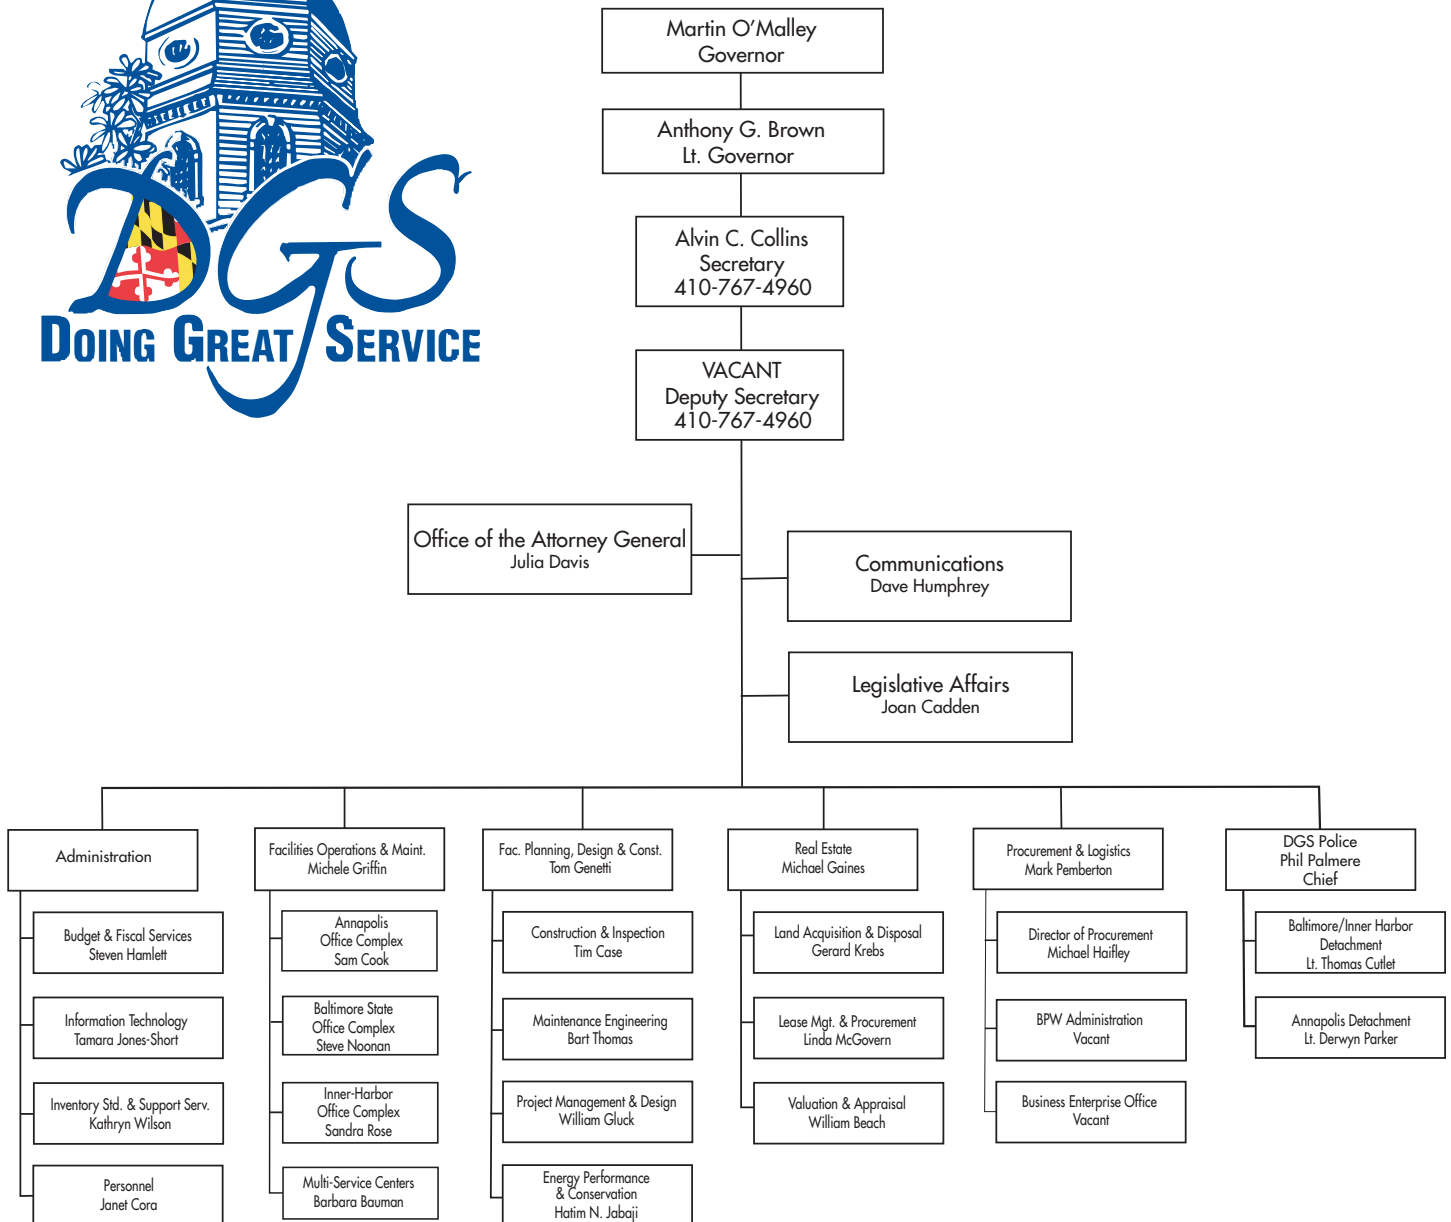 DGS
DOING GREAT SERVICE
Martin O'Malley
Governor
Anthony G. Brown
Lt. Governor
Alvin C. Collins
Secretary
410-767-4960
VACANT
Deputy Secretary
410-767-4960
Office of the Attorney General
Julia Davis
Communications
Dave Humphrey
Legislative Affairs
Joan Cadden
Administration
Budget & Fiscal Services
Steven Hamlett
Information Technology
Tamara Jones-Short
Inventory Std. & Support Serv.
Kathryn Wilson
Personnel
Janet Cora
Facilities Operations & Maint.
Michele Griffin
Annapolis
Office Complex
Sam Cook
Baltimore State
Office Complex
Steve Noonan
Inner-Harbor
Office Complex
Sandra Rose
Multi-Service Centers
Barbara Bauman
Fac. Planning, Design & Const.
Tom Genetti
Construction & Inspection
Tim Case
Maintenance Engineering
Bart Thomas
Project Management & Design
William Gluck
Energy Performance
& Conservation
Hatim N. Jabaji
Real Estate
Michael Gaines
Land Acquisition & Disposal
Gerard Krebs
Lease Mgt. & Procurement
Linda McGovern
Valuation & Appraisal
William Beach
Procurement & Logistics
Mark Pemberton
Director of Procurement
Michael Haifley
BPW Administration
Vacant
Business Enterprise Office
Vacant
DGS Police
Phil Palmere
Chief
Baltimore/Inner Harbor
Detachment
Lt. Thomas Cutlet
Annapolis Detachment
Lt. Derwyn Parker